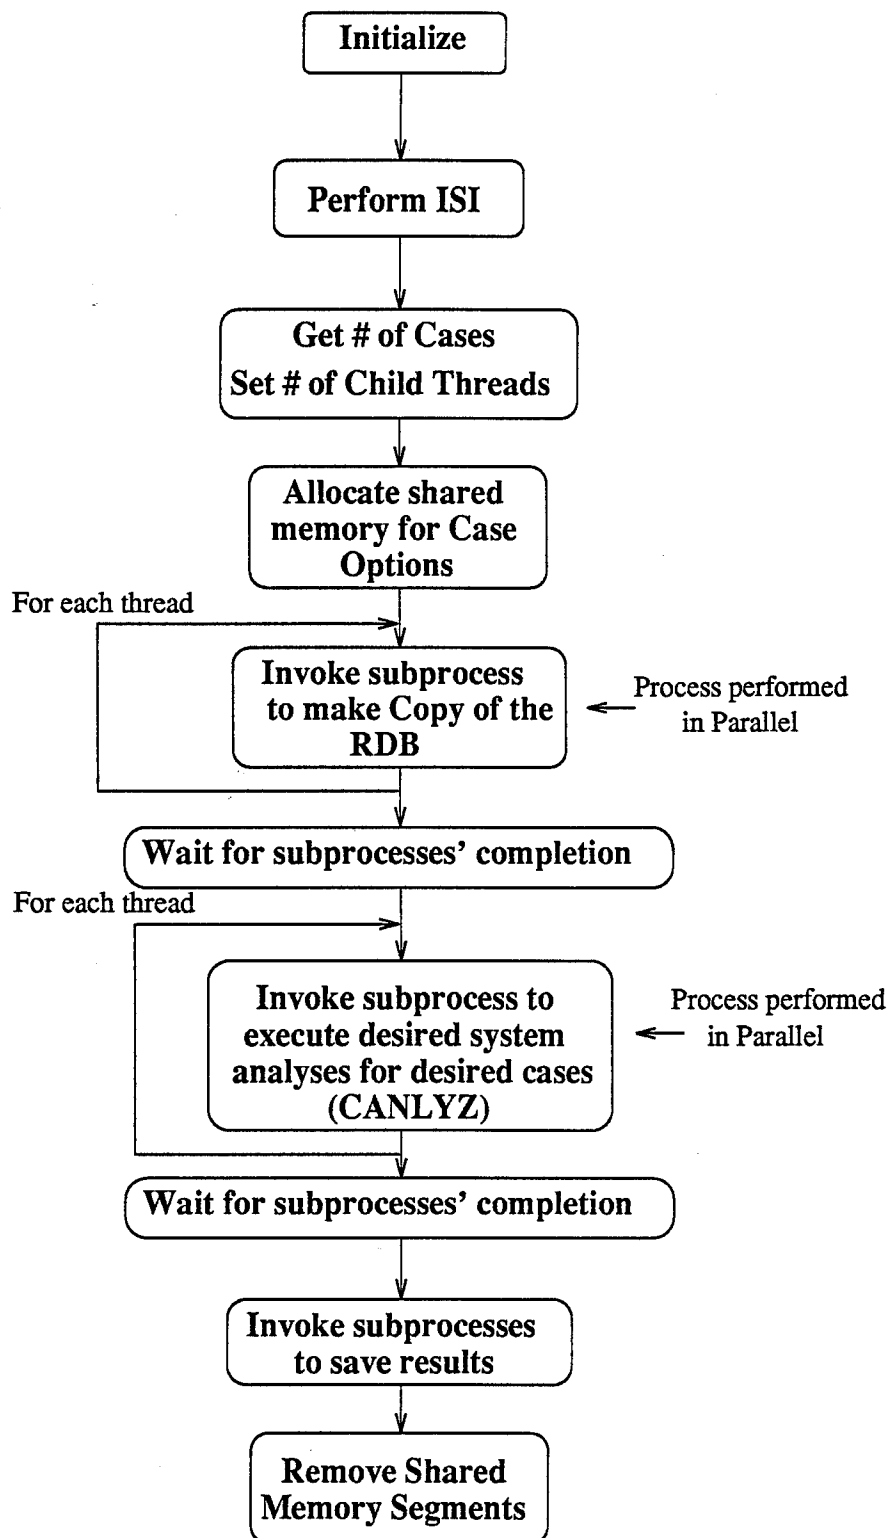 Initialize
Perform ISI
Get # of Cases
Set # of Child Threads
Allocate shared
memory for Case
Options
For each thread
Invoke subprocess
to make Copy of the
RDB
Process performed
in Parallel
Wait for subprocesses' completion
For each thread
Invoke subprocess to
execute desired system
analyses for desired cases
(CANLYZ)
Process performed
in Parallel
Wait for subprocesses' completion
Invoke subprocesses
to save results
Remove Shared
Memory Segments